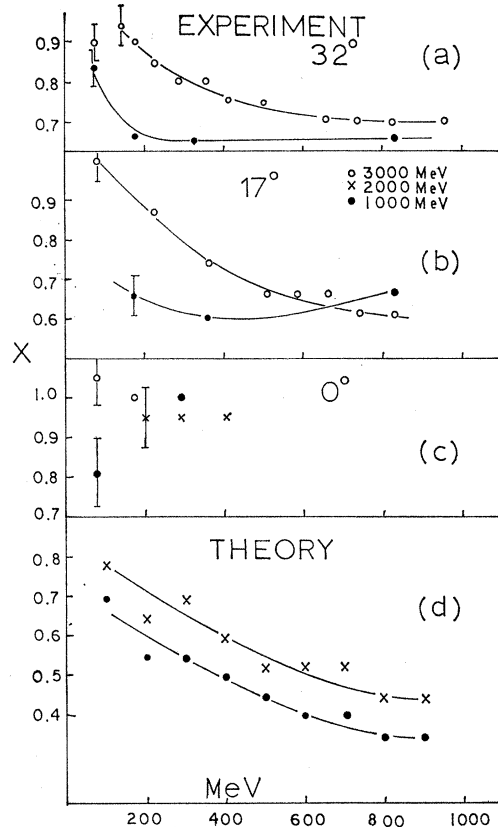 EXPERIMENT
32°
(a)
0.9
0.8
0.7
17°
○ 3000 MeV
× 2000 MeV
● 1000 MeV
0.9
0.8
0.7
0.6
(b)
X
0°
1.0
0.9
0.8
0.7
(c)
THEORY
(d)
0.8
0.7
0.6
0.5
0.4
MeV
200
400
600
800
1000